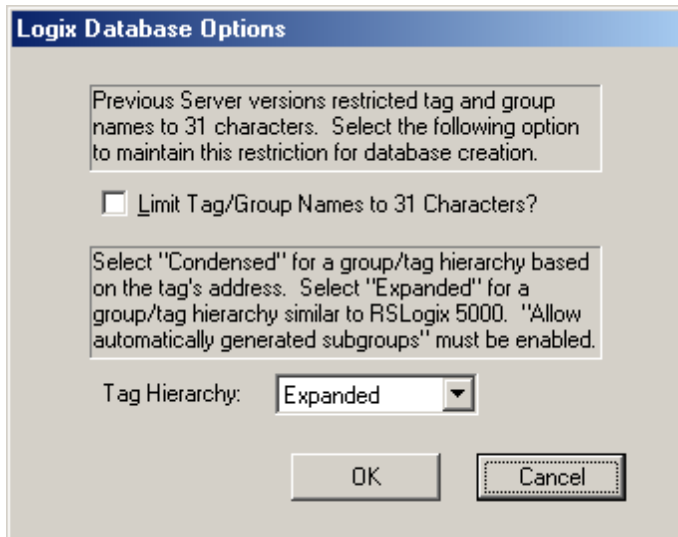 Logix Database Options
Previous Server versions restricted tag and group
names to 31 characters.  Select the following option
to maintain this restriction for database creation.
Limit Tag/Group Names to 31 Characters?
Select "Condensed" for a group/tag hierarchy based
on the tag's address.  Select "Expanded" for a
group/tag hierarchy similar to RSLogix 5000.  "Allow
automatically generated subgroups" must be enabled.
Tag Hierarchy: Expanded
OK Cancel